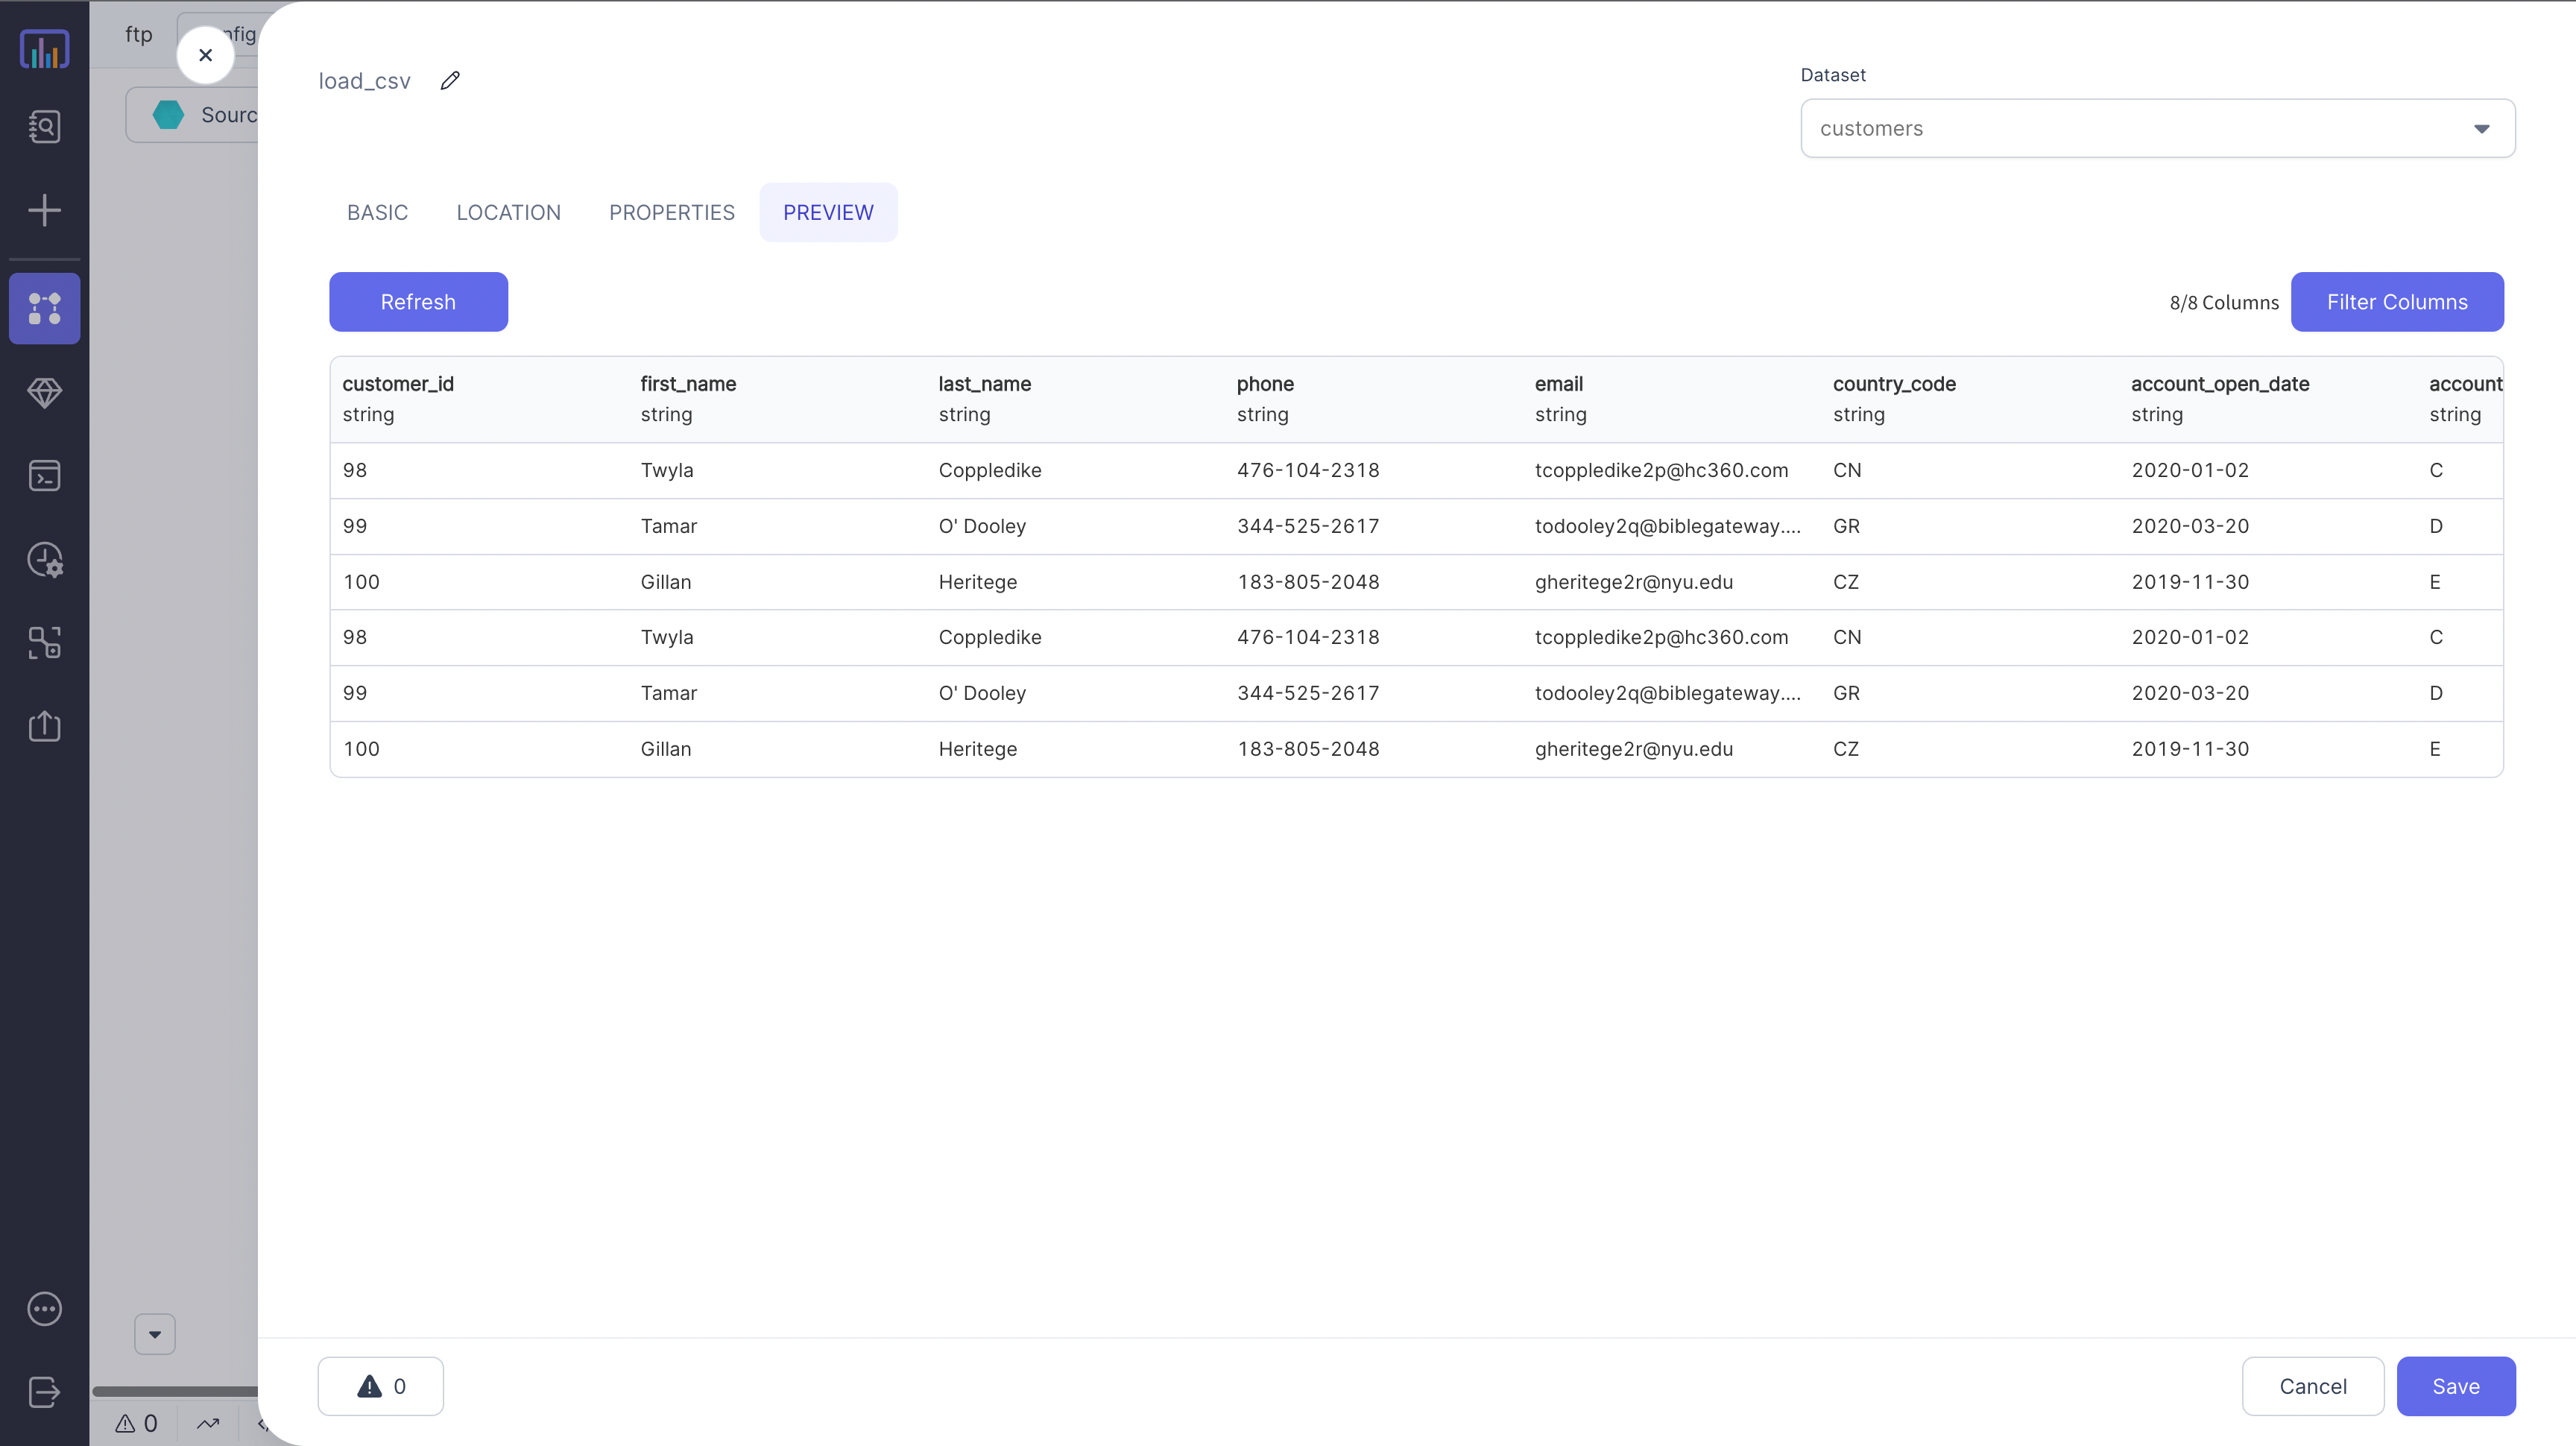 ftp
nfig
load_csv
Dataset
Sourc
customers
BASIC LOCATION PROPERTIES PREVIEW
Refresh
8/8 Columns Filter Columns
customer_id first_name last_name phone email country_code account_open_date account
string string string string string string string string
98 Twyla Coppledike 476-104-2318 tcoppledike2p@hc360.com CN 2020-01-02 C
99 Tamar O' Dooley 344-525-2617 todooley2q@biblegateway.... GR 2020-03-20 D
100 Gillan Heritege 183-805-2048 gheritege2r@nyu.edu CZ 2019-11-30 E
98 Twyla Coppledike 476-104-2318 tcoppledike2p@hc360.com CN 2020-01-02 C
99 Tamar O' Dooley 344-525-2617 todooley2q@biblegateway.... GR 2020-03-20 D
100 Gillan Heritege 183-805-2048 gheritege2r@nyu.edu CZ 2019-11-30 E
0 Cancel Save
0